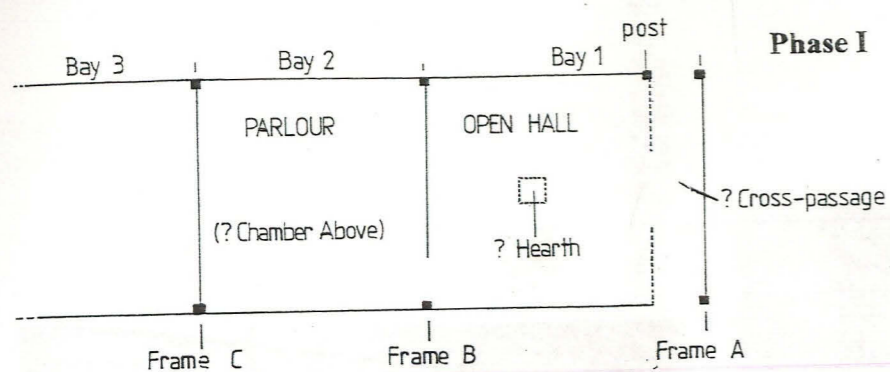 post
Phase I
Bay 3
Bay 2
Bay 1
PARLOUR
OPEN HALL
? Cross-passage
(? Chamber Above)
? Hearth
Frame C
Frame B
Frame A